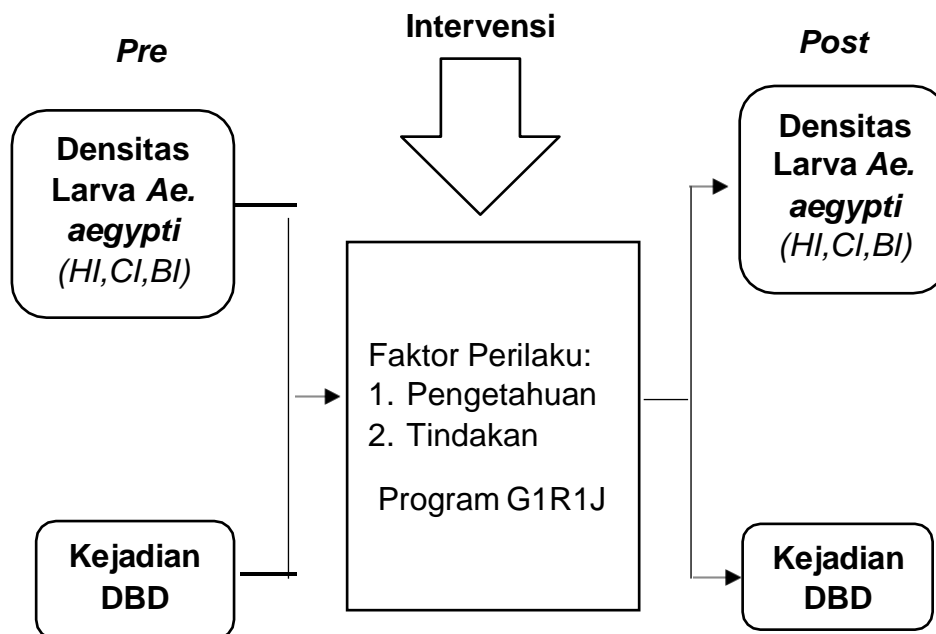 Pre
Densitas
Larva Ae.
aegypti
(HI,CI,BI)
Kejadian
DBD
Intervensi
Faktor Perilaku:
1. Pengetahuan
2. Tindakan
Program G1R1J
Post
Densitas
Larva Ae.
aegypti
(HI,CI,BI)
Kejadian
DBD